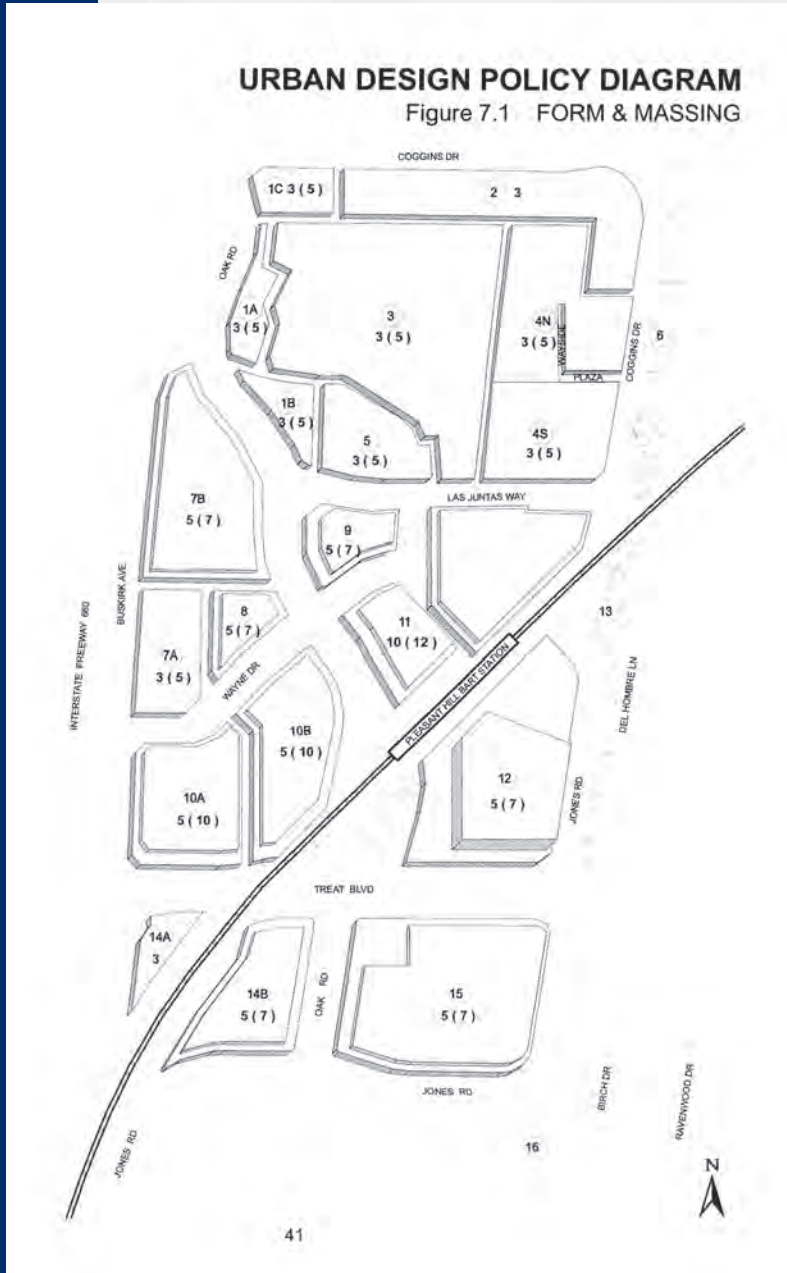 URBAN DESIGN POLICY DIAGRAM
Figure 7.1 FORM & MASSING
COGGINS DR
1C 3 ( 5 )
2 3
OAK RD
1A
3 ( 5 )
3
3 ( 5 )
4N
3 ( 5 )
WAYSIDE
PLAZA
COGGINS DR
6
1B
3 ( 5 )
5
3 ( 5 )
4S
3 ( 5 )
7B
5 ( 7 )
LAS JUNTAS WAY
9
5 ( 7 )
BUSKIRK AVE
INTERSTATE FREEWAY 680
8
5 ( 7 )
11
10 ( 12 )
13
7A
3 ( 5 )
WAYNE DR
PLEASANT HILL BART STATION
DEL HOMBRE LN
10B
5 ( 10 )
10A
5 ( 10 )
12
5 ( 7 )
JONES RD
TREAT BLVD
14A
3
14B
5 ( 7 )
OAK RD
15
5 ( 7 )
JONES RD
BIRCH DR
RAVENWOOD DR
JONES RD
16
N
41